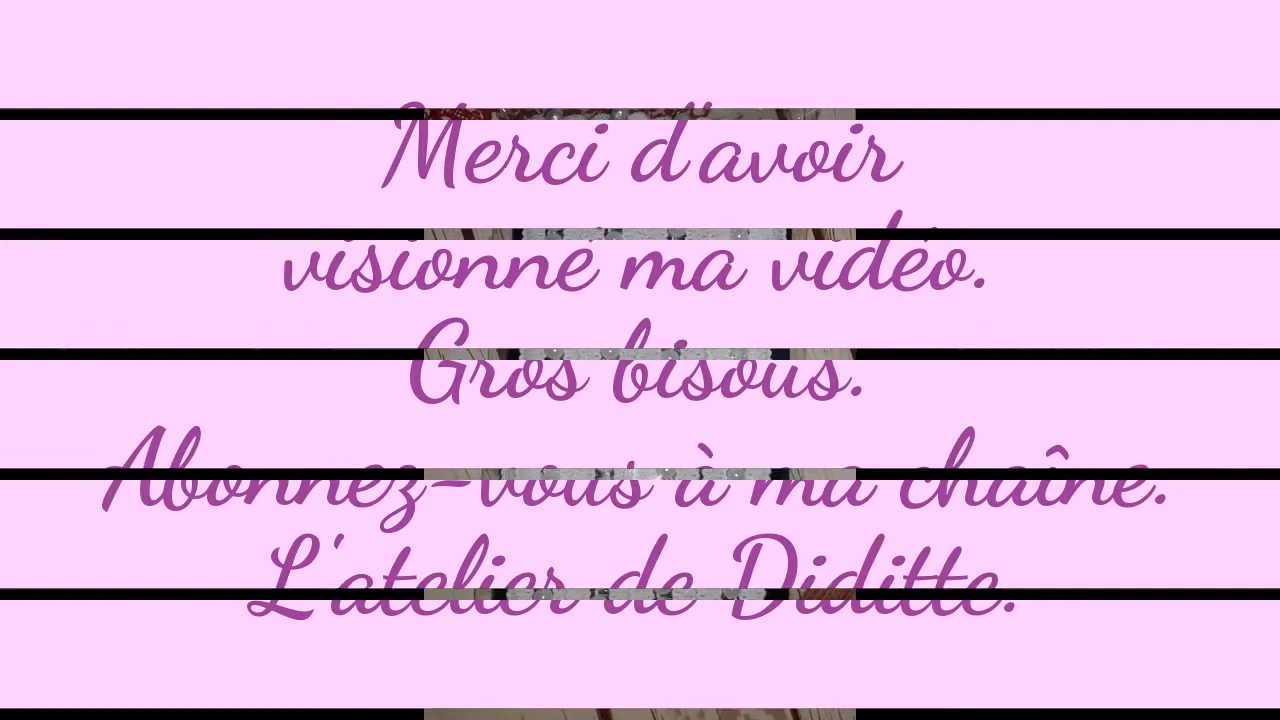 Merci d'avoir
visionné ma vidéo.
Gros bisous.
Abonnez-vous à ma chaîne.
L'atelier de Diditte.